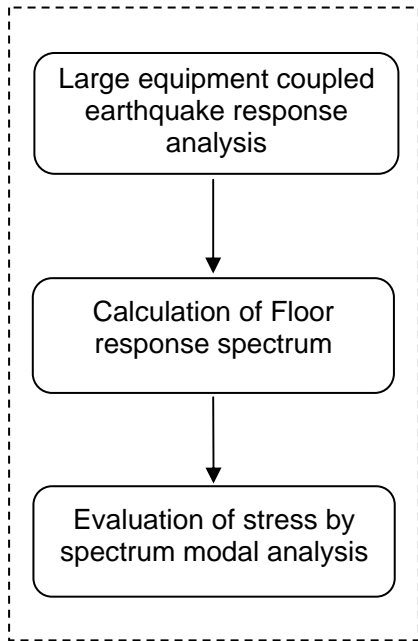 Large equipment coupled
earthquake response
analysis
Calculation of Floor
response spectrum
Evaluation of stress by
spectrum modal analysis